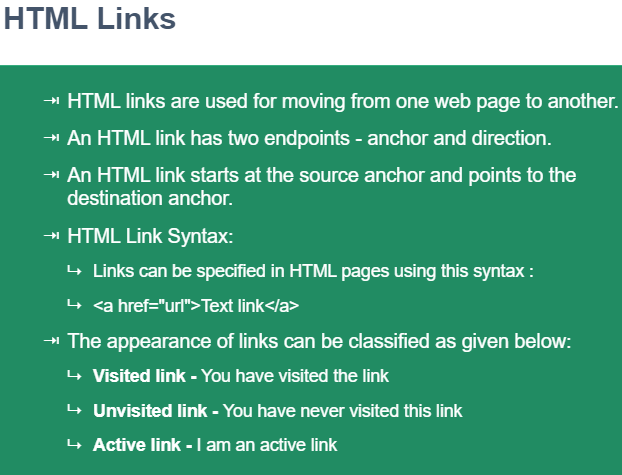 HTML Links
HTML links are used for moving from one web page to another.
An HTML link has two endpoints - anchor and direction.
An HTML link starts at the source anchor and points to the
destination anchor.
HTML Link Syntax:
Links can be specified in HTML pages using this syntax :
<a href="url">Text link</a>
The appearance of links can be classified as given below:
Visited link - You have visited the link
Unvisited link - You have never visited this link
Active link - I am an active link